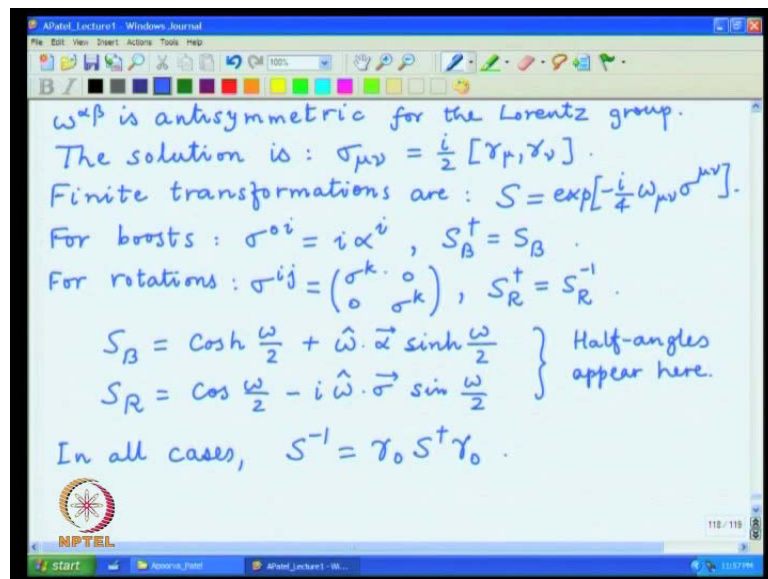 APatel_Lecture1 - Windows Journal
File Edit View Insert Actions Tools Help
100%
B I
ω^{αβ} is antisymmetric for the Lorentz group.
The solution is : σ_{μν} = i/2 [γ_μ, γ_ν] .
Finite transformations are : S = exp[-i/4 ω_{μν} σ^{μν}].
For boosts : σ^{0i} = i α^i , S_B^† = S_B .
For rotations : σ^{ij} = (σ^k 0 ; 0 σ^k) , S_R^† = S_R^{-1} .
S_B = Cosh ω/2 + ω̂ . α⃗ sinh ω/2 } Half-angles
S_R = Cos ω/2 - i ω̂ . σ⃗ sin ω/2 } appear here.
In all cases, S^{-1} = γ_0 S^† γ_0 .
NPTEL
118 / 119
start Apoorva_Patel APatel_Lecture1 - Wi...